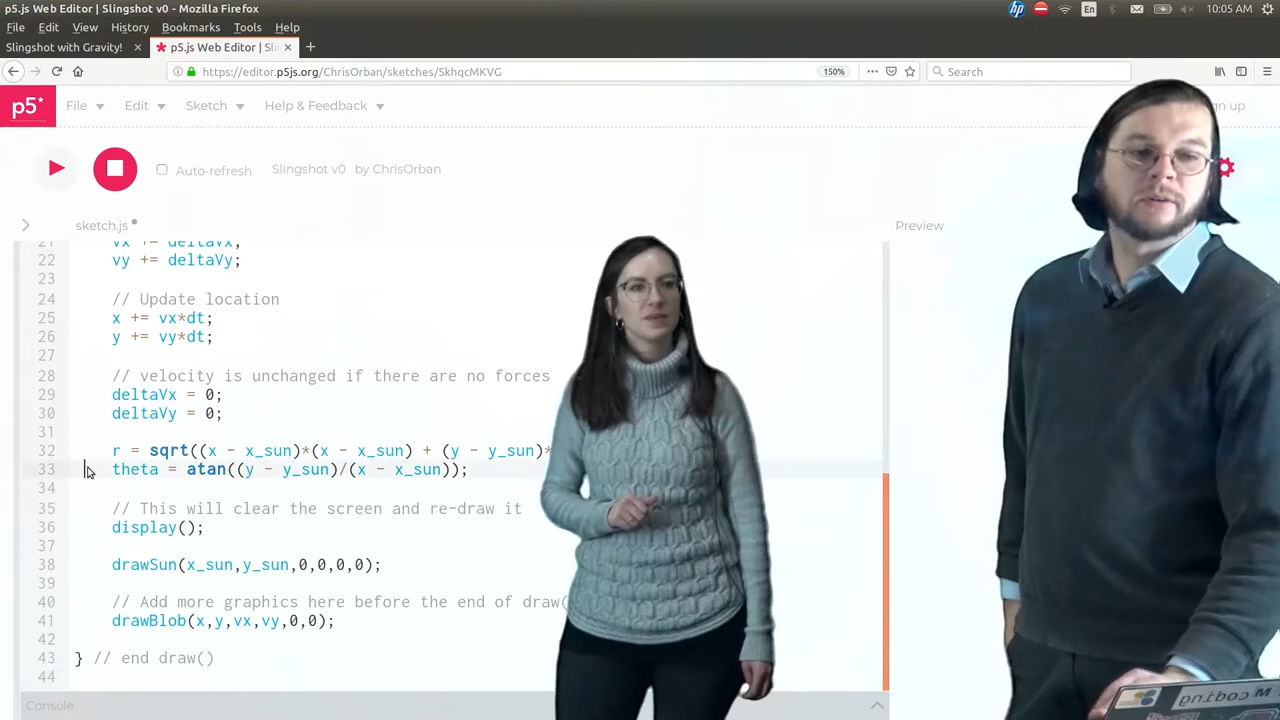 p5.js Web Editor | Slingshot v0 - Mozilla Firefox
10:05 AM
En
File Edit View History Bookmarks Tools Help
Slingshot with Gravity! × p5.js Web Editor | Sli × +
https://editor.p5js.org/ChrisOrban/sketches/SkhqcMKVG 150% Search
p5* File Edit Sketch Help & Feedback up
Auto-refresh Slingshot v0 by ChrisOrban
sketch.js Preview
21 vx += deltaVx;
22 vy += deltaVy;
23
24 // Update location
25 x += vx*dt;
26 y += vy*dt;
27
28 // velocity is unchanged if there are no forces
29 deltaVx = 0;
30 deltaVy = 0;
31
32 r = sqrt((x - x_sun)*(x - x_sun) + (y - y_sun)*
33 theta = atan((y - y_sun)/(x - x_sun));
34
35 // This will clear the screen and re-draw it
36 display();
37
38 drawSun(x_sun,y_sun,0,0,0,0);
39
40 // Add more graphics here before the end of draw(
41 drawBlob(x,y,vx,vy,0,0);
42
43 } // end draw()
44
Console
M coding